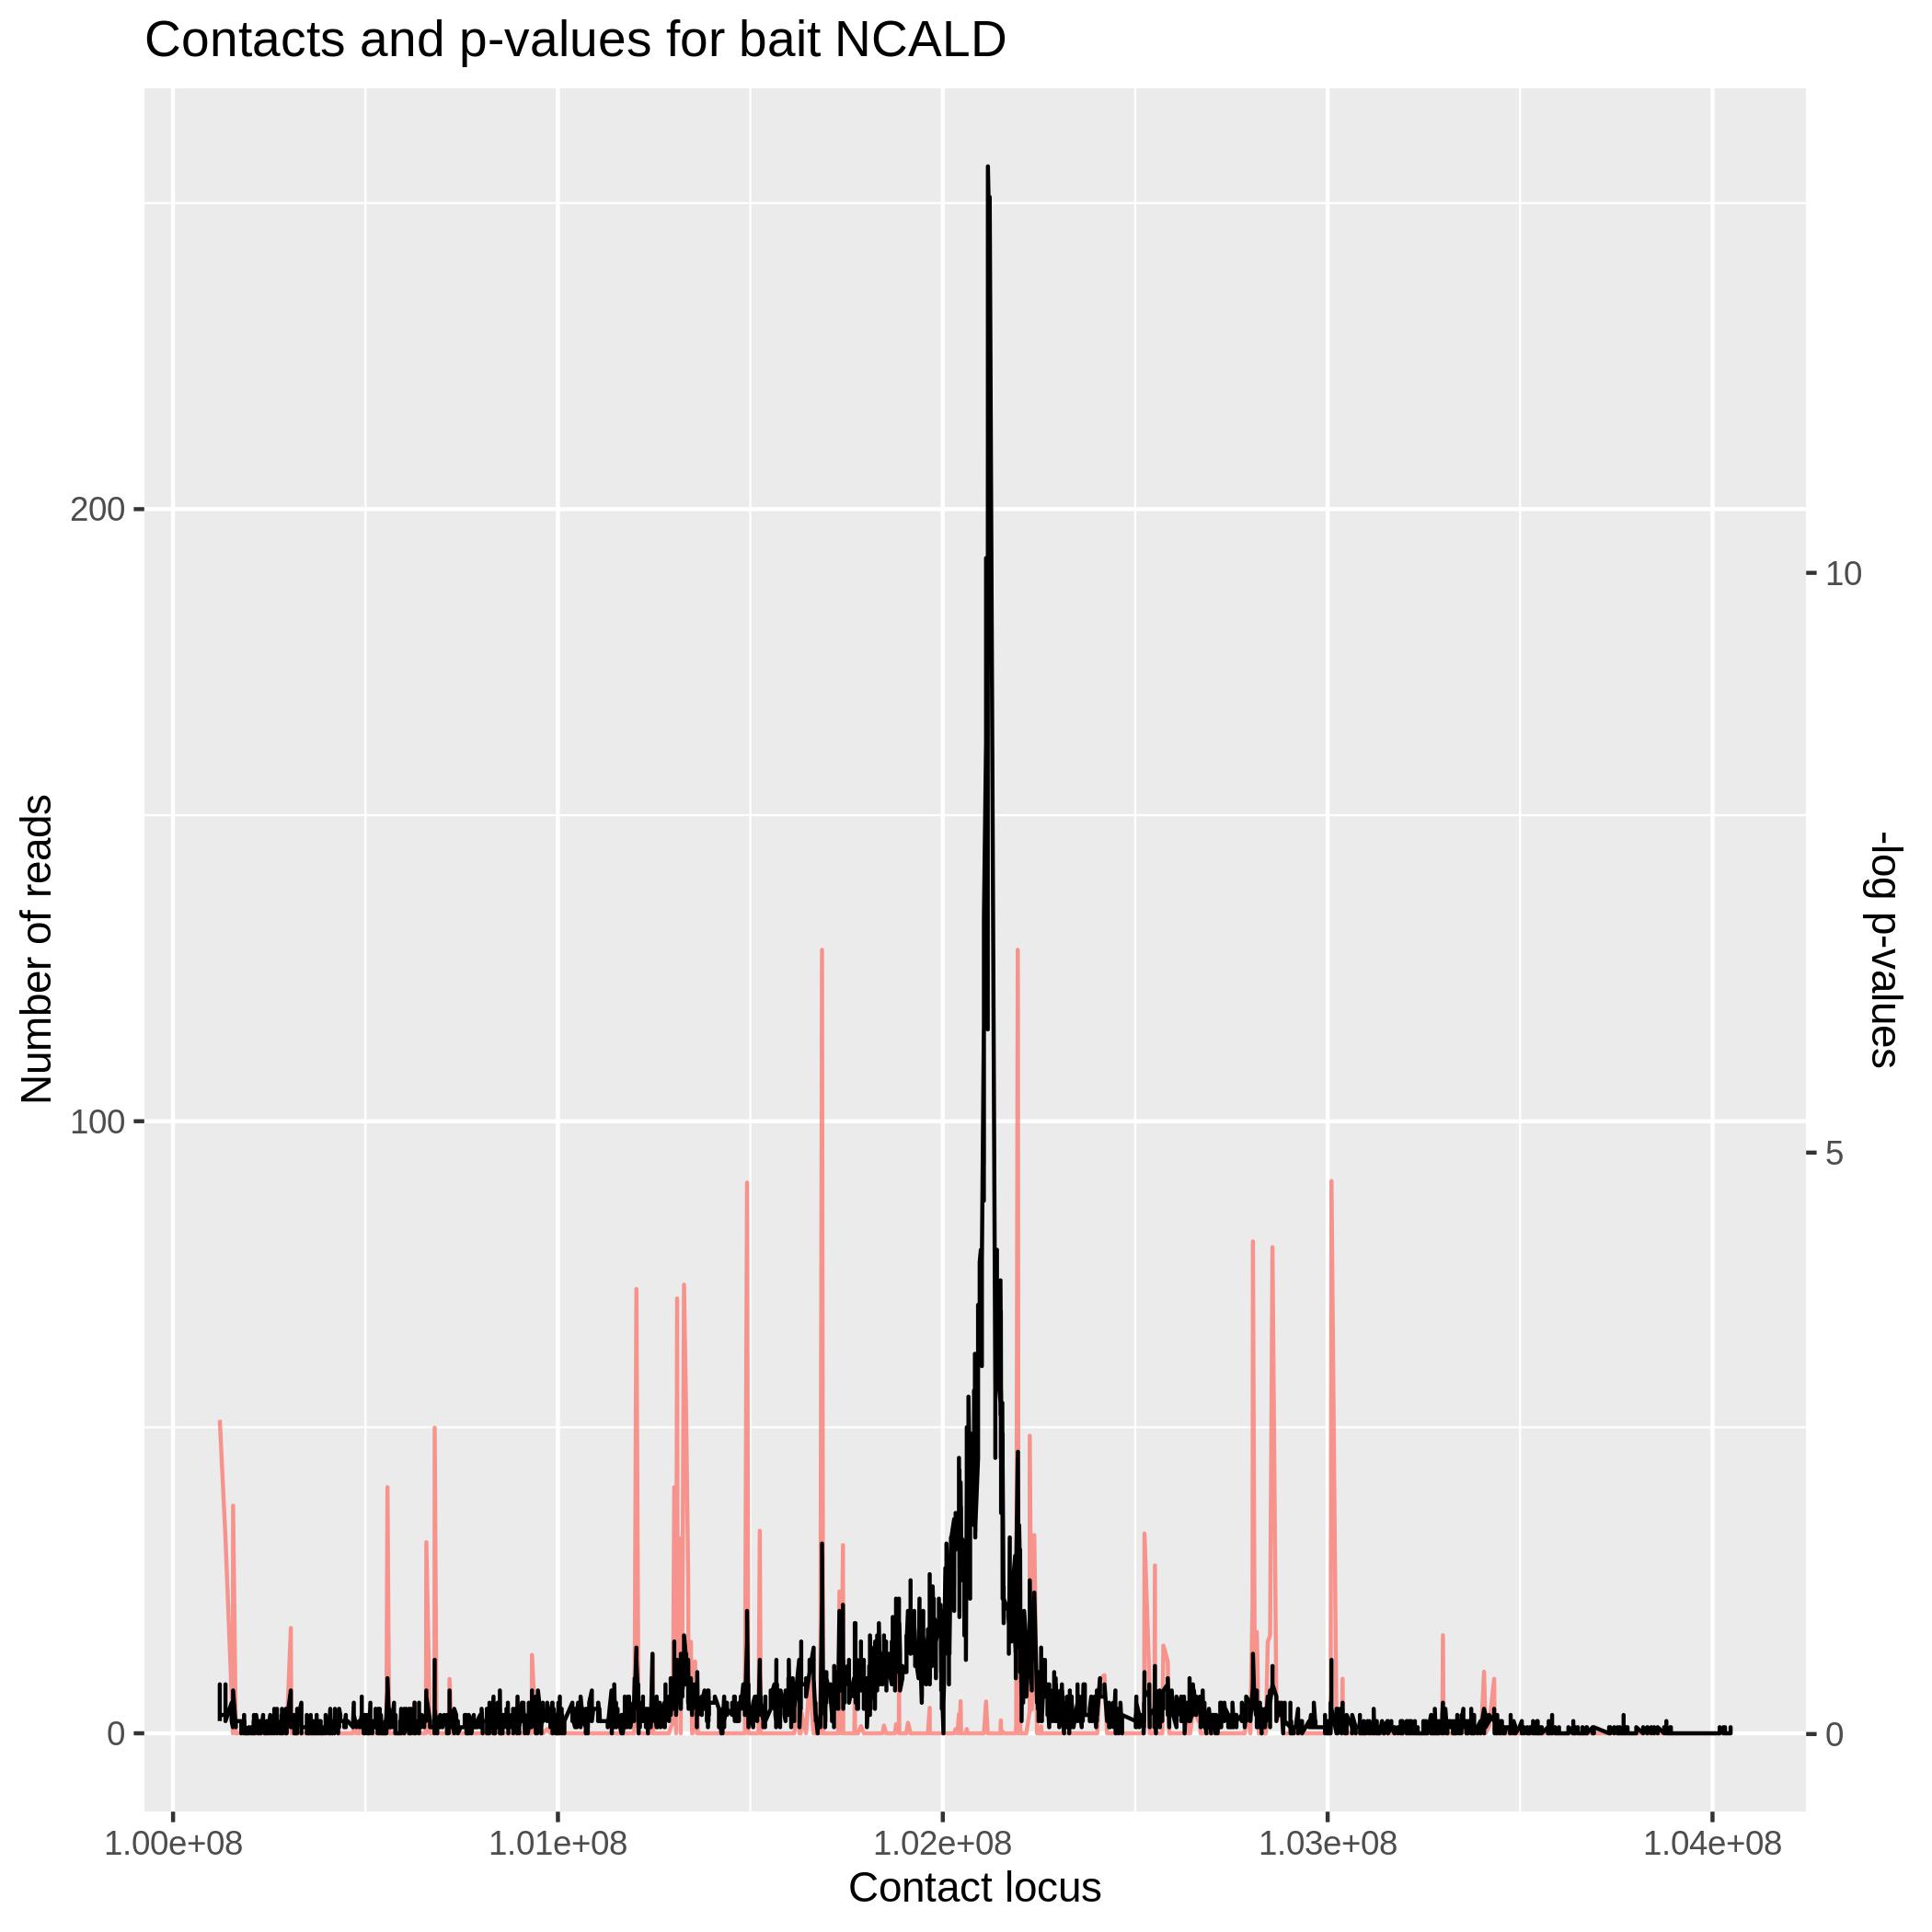 Contacts and p-values for bait NCALD
Number of reads
200
100
0
10
5
0
-log p-values
1.00e+08 1.01e+08 1.02e+08 1.03e+08 1.04e+08
Contact locus